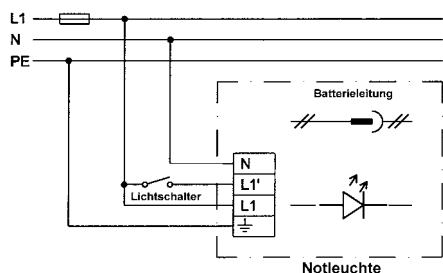 L1
N
PE
Batterieleitung
N
L1'
Lichtschalter
L1
Notleuchte